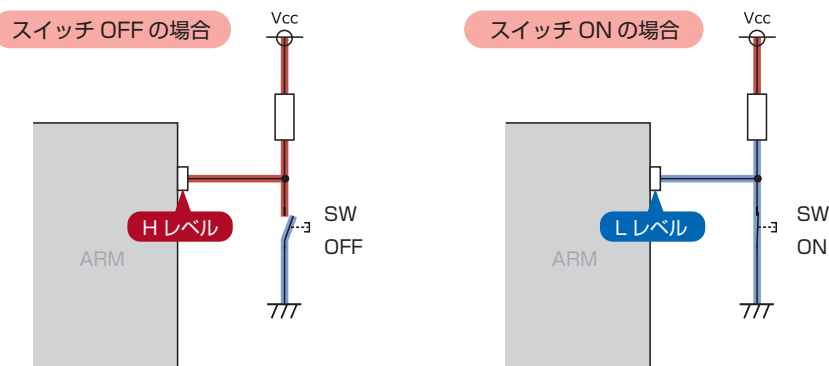 スイッチ OFF の場合
Vcc
H レベル
ARM
SW
OFF
スイッチ ON の場合
Vcc
L レベル
ARM
SW
ON